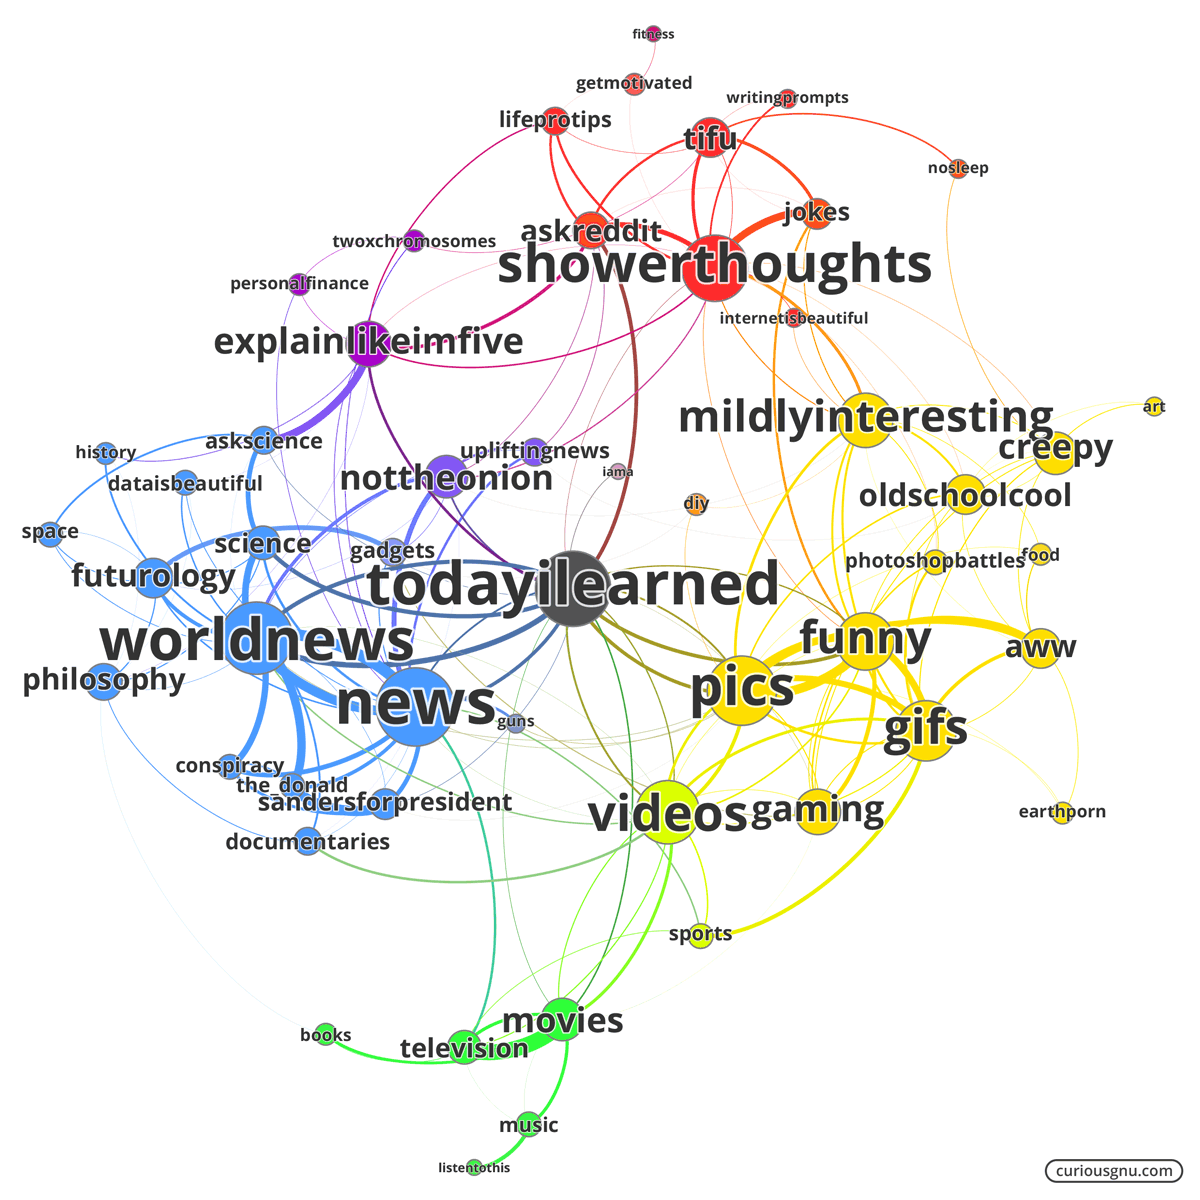 fitness
getmotivated
writingprompts
lifeprotips
tifu
nosleep
jokes
askreddit
twoxchromosomes
showerthoughts
personalfinance
internetisbeautiful
explainlikeimfive
art
mildlyinteresting
askscience
creepy
history
upliftingnews
iama
nottheonion
dataisbeautiful
oldschoolcool
diy
space
science
gadgets
food
photoshopbattles
futurology
todayilearned
worldnews
funny
aww
philosophy
pics
news
guns
gifs
conspiracy
the_donald
sandersforpresident
videos
gaming
earthporn
documentaries
sports
movies
books
television
music
listentothis
curiousgnu.com